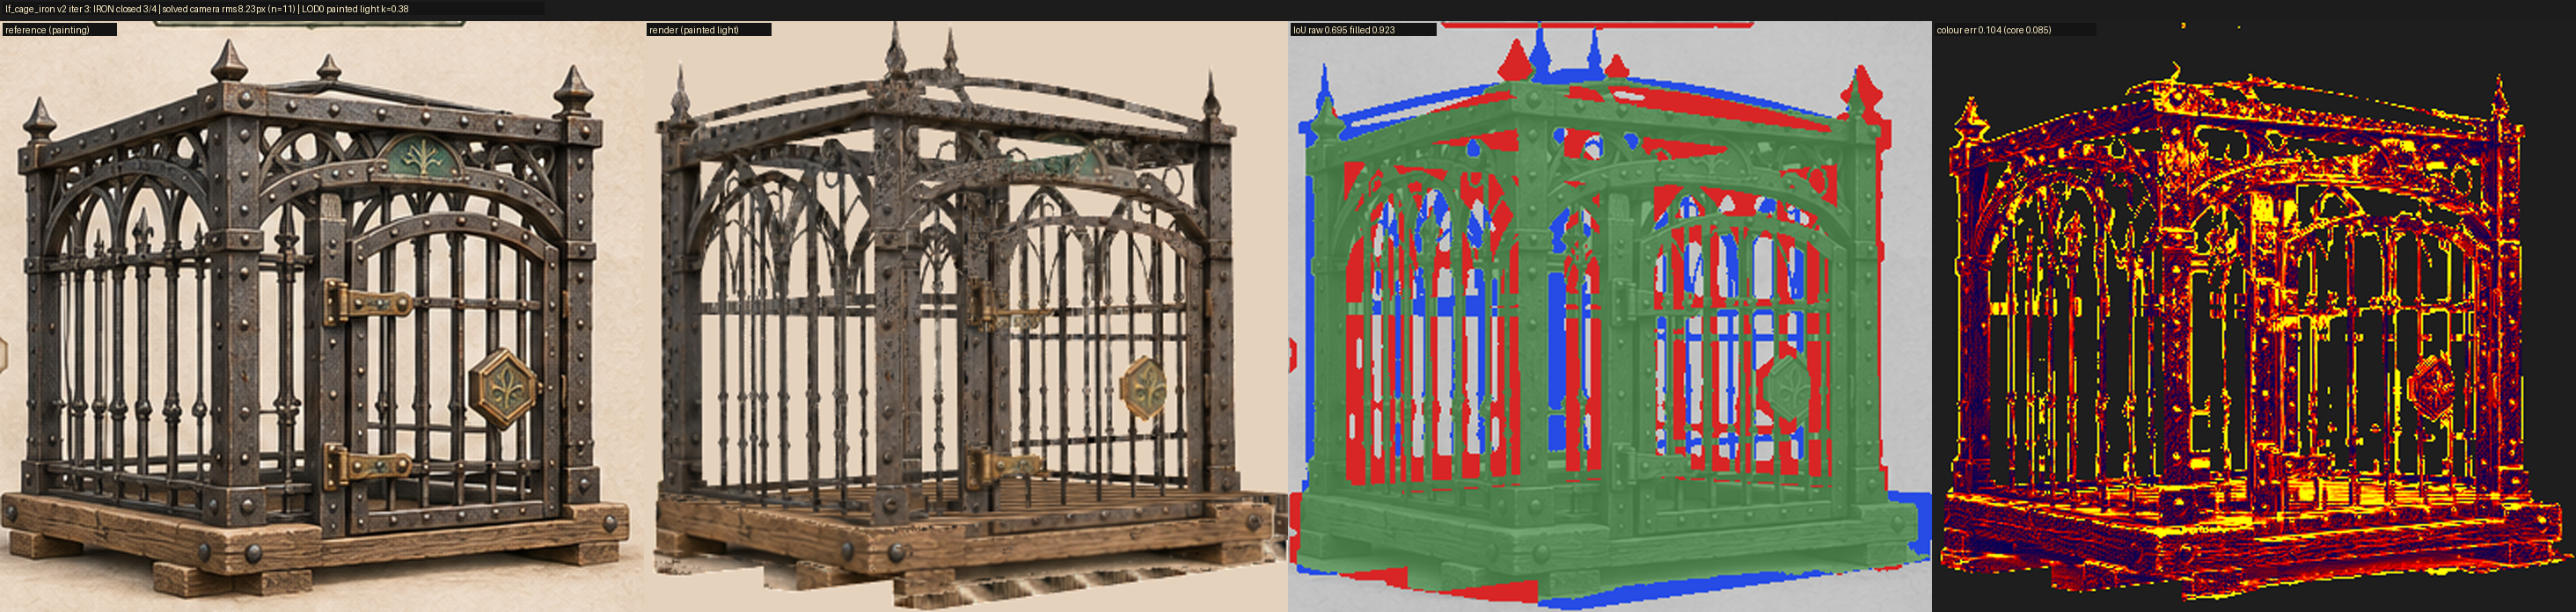 lf_cage_iron v2 iter 3: IRON closed 3/4 | solved camera rms 8.23px (n=11) | LOD0 painted light k=0.38
reference (painting)
render (painted light)
IoU raw 0.695 filled 0.923
colour err 0.104 (core 0.085)